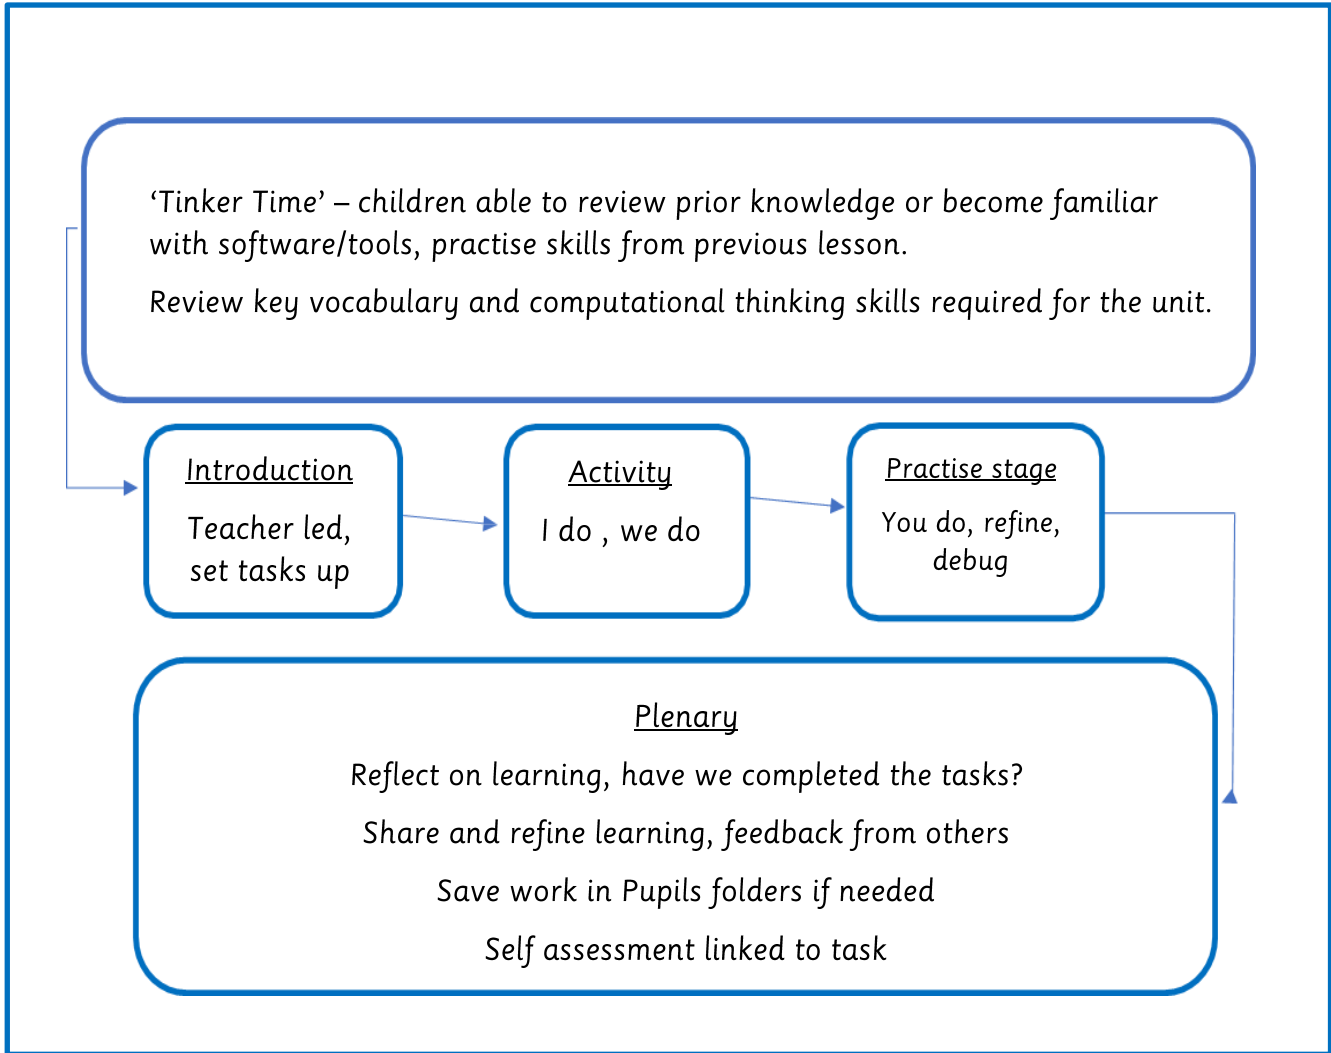 ‘Tinker Time’ – children able to review prior knowledge or become familiar
with software/tools, practise skills from previous lesson.
Review key vocabulary and computational thinking skills required for the unit.
Introduction
Teacher led,
set tasks up
Activity
I do , we do
Practise stage
You do, refine,
debug
Plenary
Reflect on learning, have we completed the tasks?
Share and refine learning, feedback from others
Save work in Pupils folders if needed
Self assessment linked to task